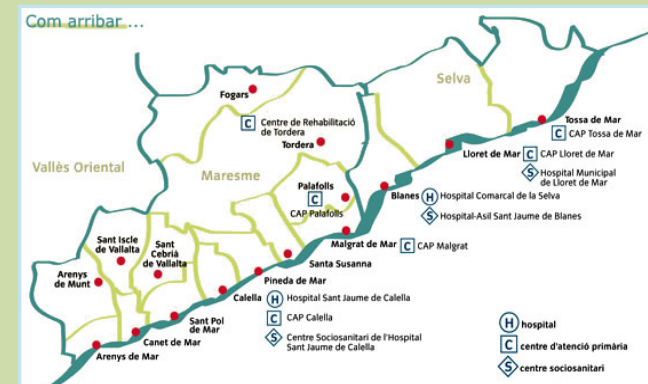 Com arribar ...
Selva
Fogars
Tossa de Mar
C Centre de Rehabilitació
de Tordera
C CAP Tossa de Mar
Tordera
Lloret de Mar C CAP Lloret de Mar
Vallès Oriental
Maresme
S Hospital Municipal
de Lloret de Mar
Palafolls
C
CAP Palafolls
Blanes H Hospital Comarcal de la Selva
S Hospital-Asil Sant Jaume de Blanes
Sant Iscle
de Vallalta
Sant
Cebrià
de Vallalta
Malgrat de Mar C CAP Malgrat
Arenys
de Munt
Santa Susanna
Pineda de Mar
Calella H Hospital Sant Jaume de Calella
C CAP Calella
S Centre Sociosanitari de l'Hospital
Sant Jaume de Calella
Sant Pol
de Mar
Canet de Mar
Arenys de Mar
H hospital
C centre d'atenció primària
S centre sociosanitari